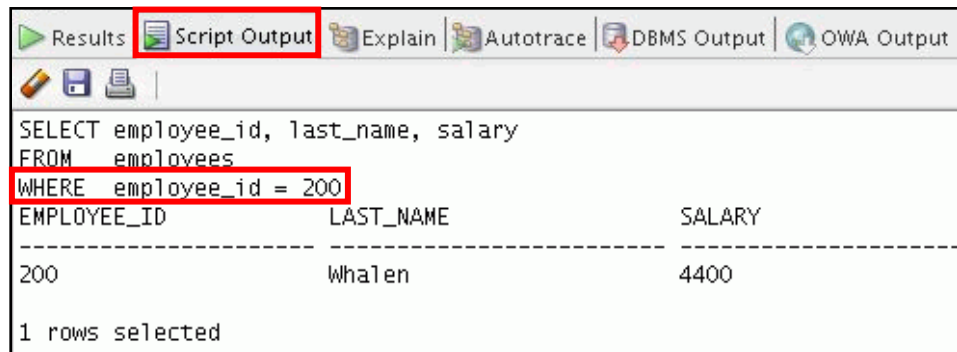 Results Script Output Explain Autotrace DBMS Output OWA Output
SELECT employee_id, last_name, salary
FROM employees
WHERE employee_id = 200
EMPLOYEE_ID LAST_NAME SALARY
---------------------- ------------------------- ----------------------
200 Whalen 4400
1 rows selected